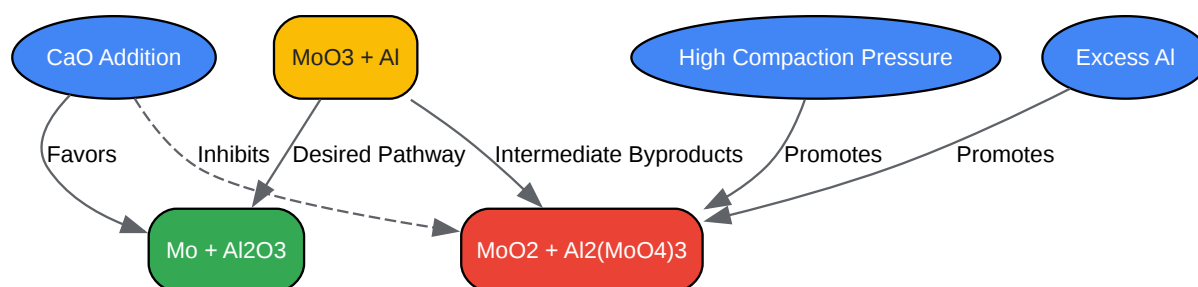 CaO Addition
MoO3 + Al
High Compaction Pressure
Excess Al
Favors
Inhibits
Desired Pathway
Intermediate Byproducts
Promotes
Promotes
Mo + Al2O3
MoO2 + Al2(MoO4)3